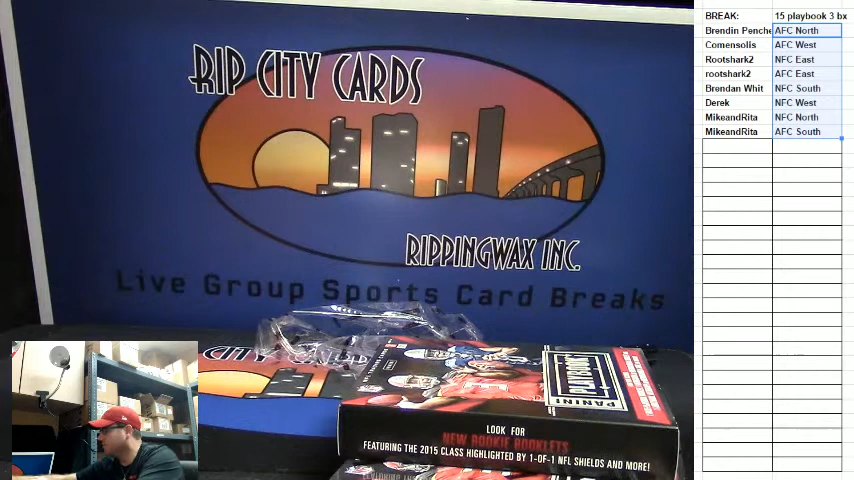 RIP CITY CARDS
RIPPINGWAX INC.
Live Group Sports Card Breaks
CITY CARDS
PANINI
PLAYBOOK
LOOK FOR
NEW ROOKIE BOOKLETS
FEATURING THE 2015 CLASS HIGHLIGHTED BY 1-OF-1 NFL SHIELDS AND MORE!
BREAK: 15 playbook 3 bx
Brendin Penche AFC North
Comensolis AFC West
Rootshark2 NFC East
rootshark2 AFC East
Brendan Whit NFC South
Derek NFC West
MikeandRita NFC North
MikeandRita AFC South